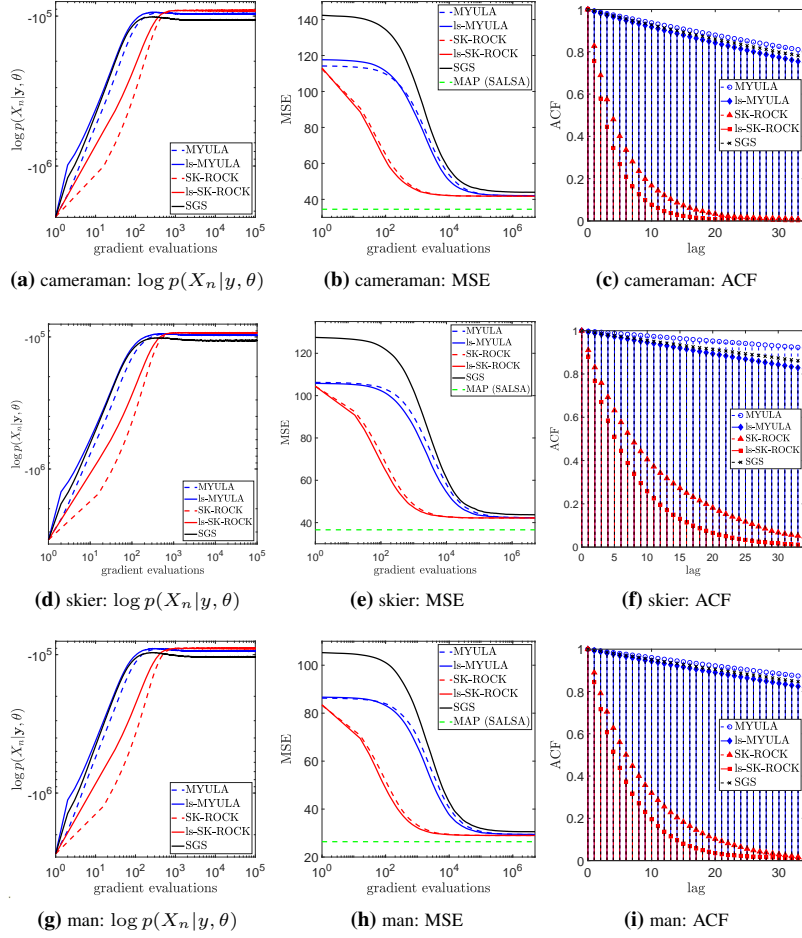 -10^5
-10^6
log p(X_n|y, θ)
MYULA
ls-MYULA
SK-ROCK
ls-SK-ROCK
SGS
10^0 10^1 10^2 10^3 10^4 10^5
gradient evaluations
(a) cameraman: log p(X_n|y, θ)
140
120
100
80
60
40
MSE
MYULA
ls-MYULA
SK-ROCK
ls-SK-ROCK
SGS
MAP (SALSA)
10^0 10^2 10^4 10^6
gradient evaluations
(b) cameraman: MSE
1
0.8
0.6
0.4
0.2
0
ACF
MYULA
ls-MYULA
SK-ROCK
ls-SK-ROCK
SGS
0 10 20 30
lag
(c) cameraman: ACF
-10^5
-10^6
log p(X_n|y, θ)
MYULA
ls-MYULA
SK-ROCK
ls-SK-ROCK
SGS
10^0 10^1 10^2 10^3 10^4 10^5
gradient evaluations
(d) skier: log p(X_n|y, θ)
120
100
80
60
40
MSE
MYULA
ls-MYULA
SK-ROCK
ls-SK-ROCK
SGS
MAP (SALSA)
10^0 10^2 10^4 10^6
gradient evaluations
(e) skier: MSE
1
0.8
0.6
0.4
0.2
0
ACF
MYULA
ls-MYULA
SK-ROCK
ls-SK-ROCK
SGS
0 5 10 15 20 25 30
lag
(f) skier: ACF
-10^5
-10^6
log p(X_n|y, θ)
MYULA
ls-MYULA
SK-ROCK
ls-SK-ROCK
SGS
10^0 10^1 10^2 10^3 10^4 10^5
gradient evaluations
(g) man: log p(X_n|y, θ)
100
80
60
40
20
MSE
MYULA
ls-MYULA
SK-ROCK
ls-SK-ROCK
SGS
MAP (SALSA)
10^0 10^2 10^4 10^6
gradient evaluations
(h) man: MSE
1
0.8
0.6
0.4
0.2
0
ACF
MYULA
ls-MYULA
SK-ROCK
ls-SK-ROCK
SGS
0 10 20 30
lag
(i) man: ACF